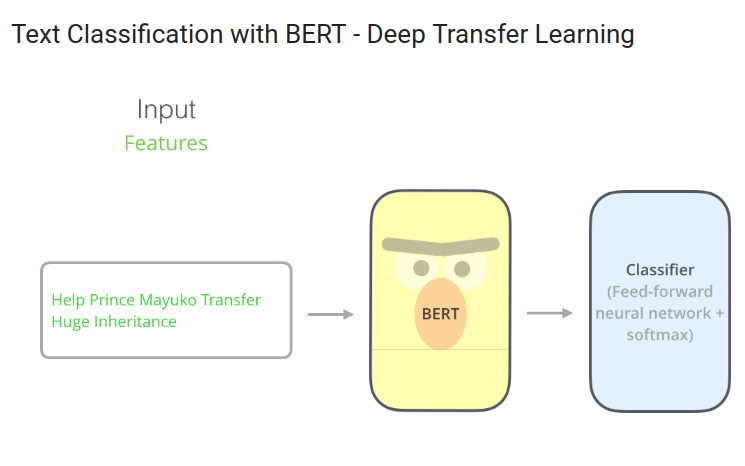 Text Classification with BERT - Deep Transfer Learning
Input
Features
Help Prince Mayuko Transfer
Huge Inheritance
BERT
Classifier
(Feed-forward
neural network +
softmax)